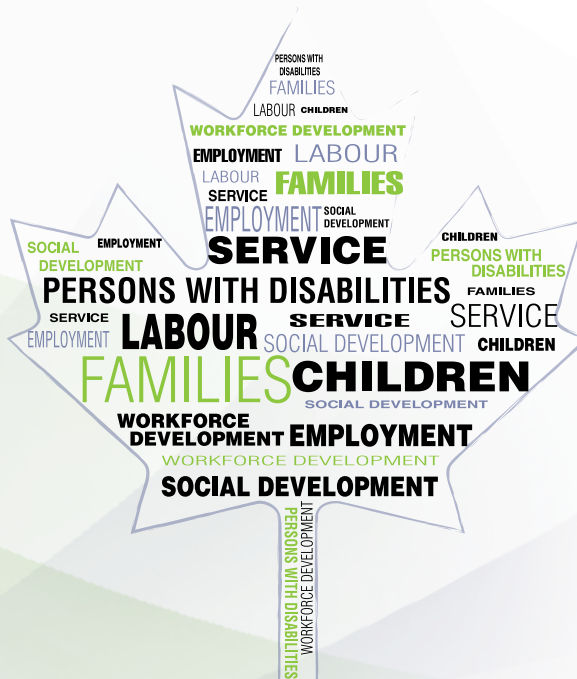 PERSONS WITH
DISABILITIES
FAMILIES
LABOUR CHILDREN
WORKFORCE DEVELOPMENT
EMPLOYMENT LABOUR
LABOUR
SERVICE FAMILIES
EMPLOYMENT SOCIAL
DEVELOPMENT
SERVICE
SOCIAL
DEVELOPMENT
EMPLOYMENT
CHILDREN
PERSONS WITH
DISABILITIES
PERSONS WITH DISABILITIES
FAMILIES
SERVICE
EMPLOYMENT
LABOUR
SERVICE
SERVICE
SOCIAL DEVELOPMENT
CHILDREN
FAMILIES
CHILDREN
SOCIAL DEVELOPMENT
WORKFORCE
DEVELOPMENT
EMPLOYMENT
WORKFORCE DEVELOPMENT
SOCIAL DEVELOPMENT
PERSONS WITH DISABILITIES
WORKFORCE DEVELOPMENT